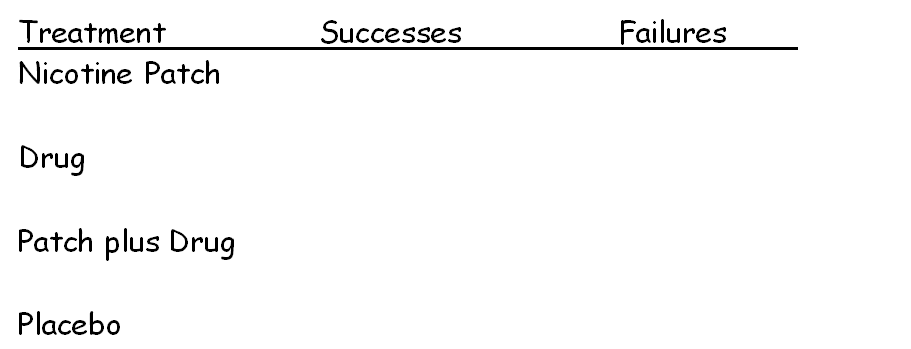 Treatment Successes Failures
Nicotine Patch
Drug
Patch plus Drug
Placebo